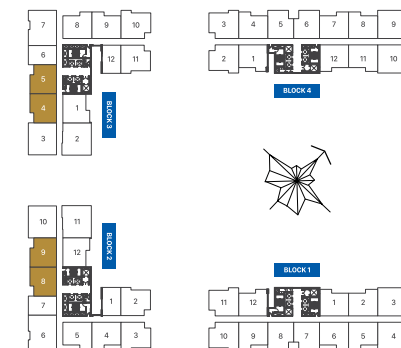 7 8 9 10
6 12 11
5
4 1
3 2
BLOCK 3
3 4 5 6 7 8 9
2 1 12 11 10
BLOCK 4
10 11
9 12
8
7 1 2
6 5 4 3
BLOCK 2
BLOCK 1
11 12 1 2 3
10 9 8 7 6 5 4